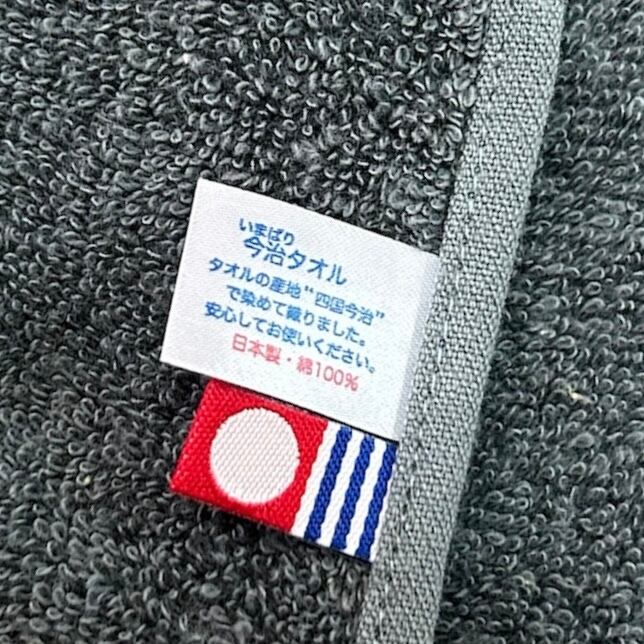 いまばり
今治タオル
タオルの産地“四国今治”
で染めて織りました。
安心してお使いください。
日本製・綿100%